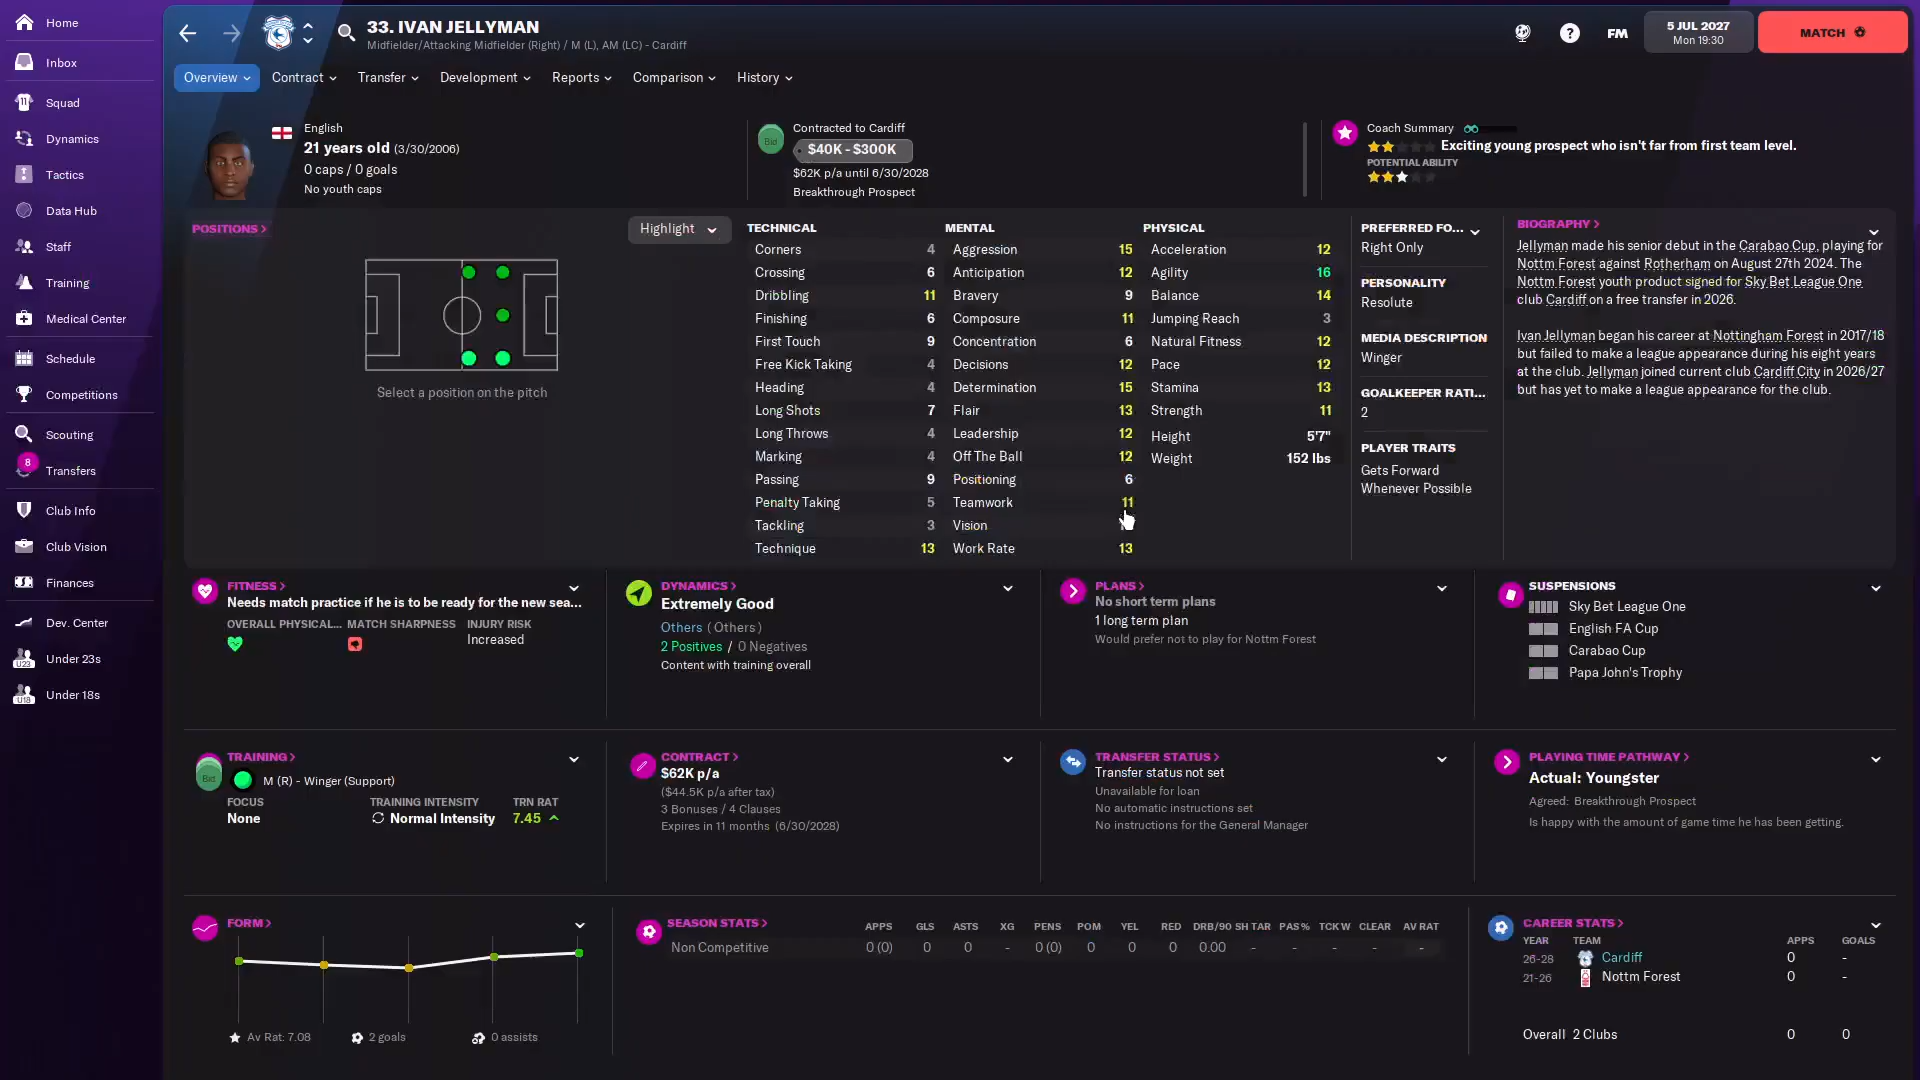 Home
Inbox
Squad
Dynamics
Tactics
Data Hub
Staff
Training
Medical Center
Schedule
Competitions
Scouting
8
Transfers
Club Info
Club Vision
Finances
Dev. Center
U23
Under 23s
U18
Under 18s
33. IVAN JELLYMAN
Midfielder/Attacking Midfielder (Right) / M (L), AM (LC) - Cardiff
?
FM
5 JUL 2027
Mon 19:30
MATCH
Overview
Contract
Transfer
Development
Reports
Comparison
History
English
21 years old (3/30/2006)
0 caps / 0 goals
No youth caps
Bid
Contracted to Cardiff
$40K - $300K
$62K p/a until 6/30/2028
Breakthrough Prospect
Coach Summary
Exciting young prospect who isn't far from first team level.
POTENTIAL ABILITY
POSITIONS >
Highlight
Select a position on the pitch
TECHNICAL
Corners 4
Crossing 6
Dribbling 11
Finishing 6
First Touch 9
Free Kick Taking 4
Heading 4
Long Shots 7
Long Throws 4
Marking 4
Passing 9
Penalty Taking 5
Tackling 3
Technique 13
MENTAL
Aggression 15
Anticipation 12
Bravery 9
Composure 11
Concentration 6
Decisions 12
Determination 15
Flair 13
Leadership 12
Off The Ball 12
Positioning 6
Teamwork 11
Vision
Work Rate 13
PHYSICAL
Acceleration 12
Agility 16
Balance 14
Jumping Reach 3
Natural Fitness 12
Pace 12
Stamina 13
Strength 11
Height 5'7"
Weight 152 lbs
PREFERRED FO...
Right Only
PERSONALITY
Resolute
MEDIA DESCRIPTION
Winger
GOALKEEPER RATI...
2
PLAYER TRAITS
Gets Forward
Whenever Possible
BIOGRAPHY >
Jellyman made his senior debut in the Carabao Cup, playing for
Nottm Forest against Rotherham on August 27th 2024. The
Nottm Forest youth product signed for Sky Bet League One
club Cardiff on a free transfer in 2026.
Ivan Jellyman began his career at Nottingham Forest in 2017/18
but failed to make a league appearance during his eight years
at the club. Jellyman joined current club Cardiff City in 2026/27
but has yet to make a league appearance for the club.
FITNESS >
Needs match practice if he is to be ready for the new sea...
OVERALL PHYSICAL... MATCH SHARPNESS INJURY RISK
Increased
DYNAMICS >
Extremely Good
Others ( Others )
2 Positives / 0 Negatives
Content with training overall
PLANS >
No short term plans
1 long term plan
Would prefer not to play for Nottm Forest
SUSPENSIONS
Sky Bet League One
English FA Cup
Carabao Cup
Papa John's Trophy
TRAINING >
Bid
M (R) - Winger (Support)
FOCUS TRAINING INTENSITY TRN RAT
None Normal Intensity 7.45
CONTRACT >
$62K p/a
($44.5K p/a after tax)
3 Bonuses / 4 Clauses
Expires in 11 months (6/30/2028)
TRANSFER STATUS >
Transfer status not set
Unavailable for loan
No automatic instructions set
No instructions for the General Manager
PLAYING TIME PATHWAY >
Actual: Youngster
Agreed: Breakthrough Prospect
Is happy with the amount of game time he has been getting.
FORM >
Av Rat: 7.08 2 goals 0 assists
SEASON STATS > APPS GLS ASTS XG PENS POM YEL RED DRB/90 SH TAR PAS% TCK W CLEAR AV RAT
Non Competitive 0 (0) 0 0 - 0 (0) 0 0 0 0.00 - - - - -
CAREER STATS >
YEAR TEAM APPS GOALS
26-28 Cardiff 0 -
21-26 Nottm Forest 0 -
Overall 2 Clubs 0 0